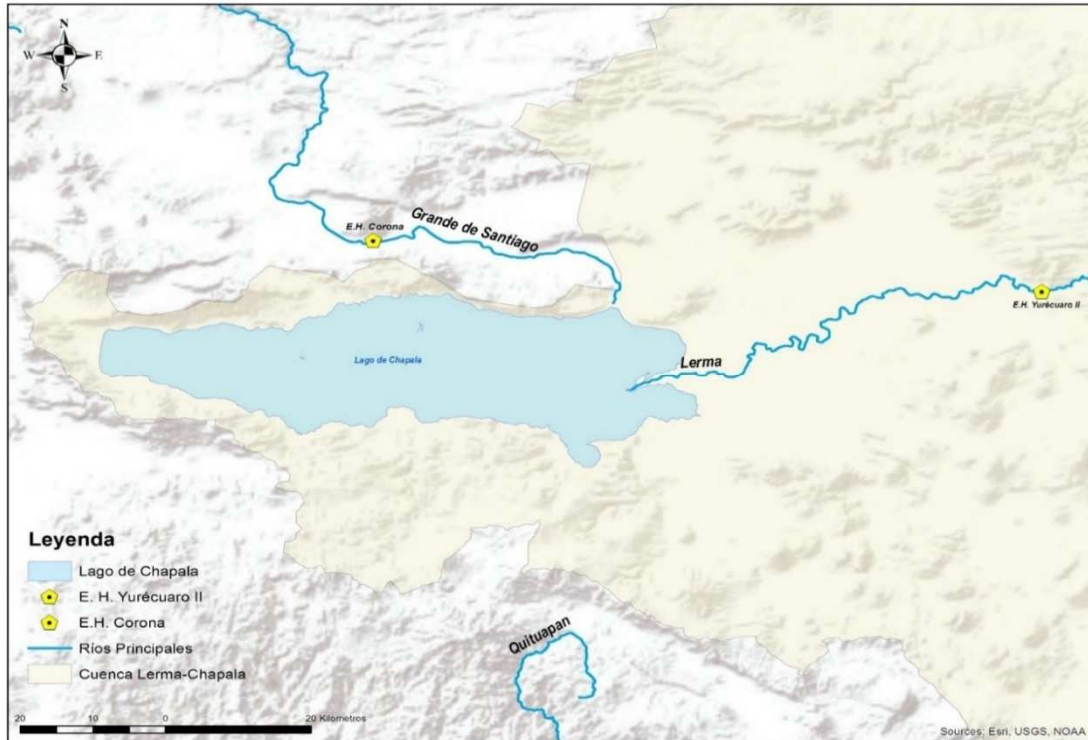 N
W E
S
E.H. Corona
Grande de Santiago
E.H. Yurécuaro II
Lerma
Lago de Chapala
Quituapan
Leyenda
Lago de Chapala
E. H. Yurécuaro II
E.H. Corona
Ríos Principales
Cuenca Lerma-Chapala
20 10 0 20 Kilometros
Sources: Esri, USGS, NOAA